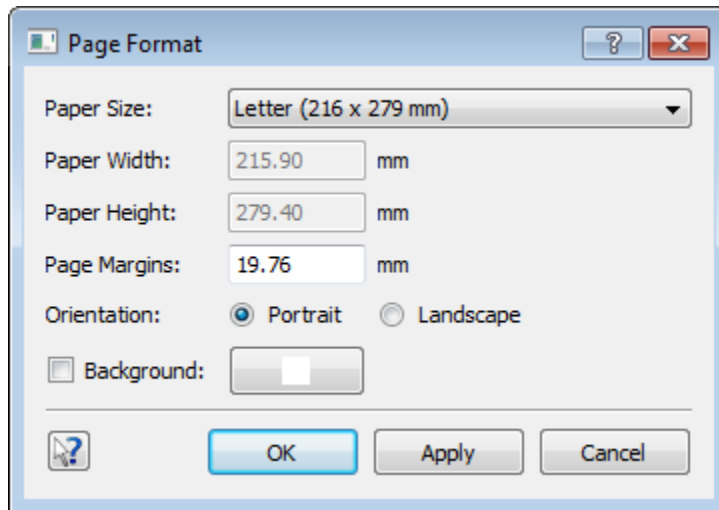 Page Format
Paper Size: Letter (216 x 279 mm)
Paper Width: 215.90 mm
Paper Height: 279.40 mm
Page Margins: 19.76 mm
Orientation: Portrait Landscape
Background:
OK Apply Cancel